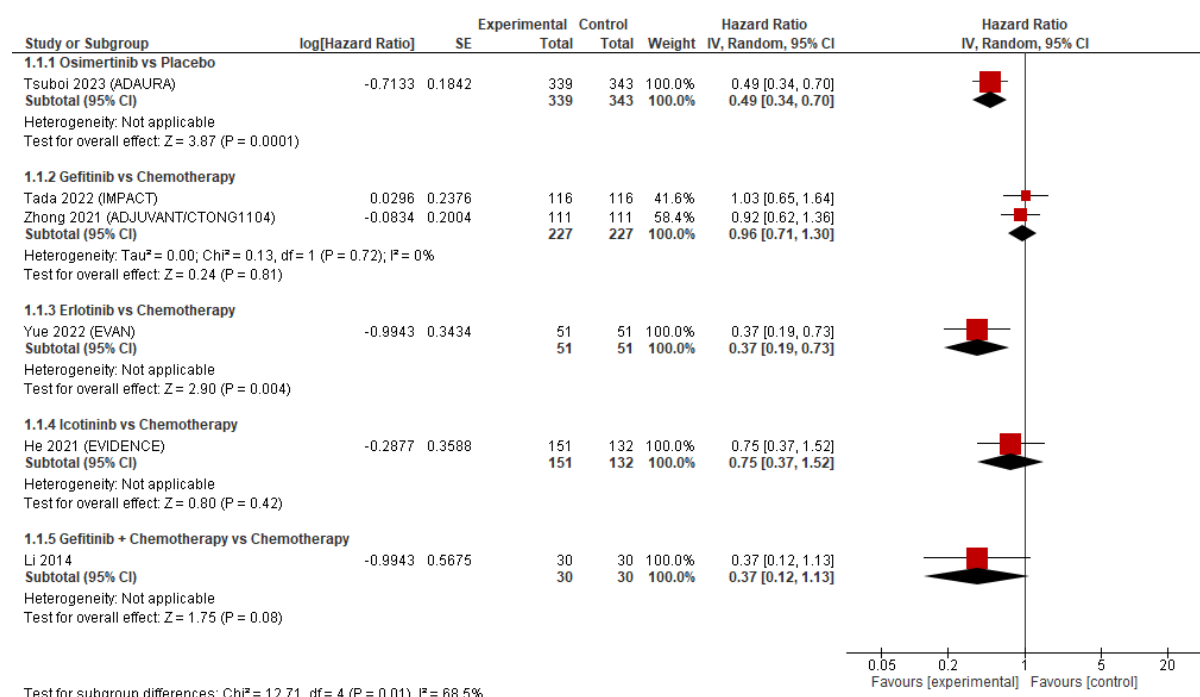 Experimental Control Hazard Ratio Hazard Ratio
Study or Subgroup log[Hazard Ratio] SE Total Total Weight IV, Random, 95% CI IV, Random, 95% CI
1.1.1 Osimertinib vs Placebo
Tsuboi 2023 (ADAURA) -0.7133 0.1842 339 343 100.0% 0.49 [0.34, 0.70]
Subtotal (95% CI) 339 343 100.0% 0.49 [0.34, 0.70]
Heterogeneity: Not applicable
Test for overall effect: Z = 3.87 (P = 0.0001)
1.1.2 Gefitinib vs Chemotherapy
Tada 2022 (IMPACT) 0.0296 0.2376 116 116 41.6% 1.03 [0.65, 1.64]
Zhong 2021 (ADJUVANT/CTONG1104) -0.0834 0.2004 111 111 58.4% 0.92 [0.62, 1.36]
Subtotal (95% CI) 227 227 100.0% 0.96 [0.71, 1.30]
Heterogeneity: Tau² = 0.00; Chi² = 0.13, df = 1 (P = 0.72); I² = 0%
Test for overall effect: Z = 0.24 (P = 0.81)
1.1.3 Erlotinib vs Chemotherapy
Yue 2022 (EVAN) -0.9943 0.3434 51 51 100.0% 0.37 [0.19, 0.73]
Subtotal (95% CI) 51 51 100.0% 0.37 [0.19, 0.73]
Heterogeneity: Not applicable
Test for overall effect: Z = 2.90 (P = 0.004)
1.1.4 Icotininb vs Chemotherapy
He 2021 (EVIDENCE) -0.2877 0.3588 151 132 100.0% 0.75 [0.37, 1.52]
Subtotal (95% CI) 151 132 100.0% 0.75 [0.37, 1.52]
Heterogeneity: Not applicable
Test for overall effect: Z = 0.80 (P = 0.42)
1.1.5 Gefitinib + Chemotherapy vs Chemotherapy
Li 2014 -0.9943 0.5675 30 30 100.0% 0.37 [0.12, 1.13]
Subtotal (95% CI) 30 30 100.0% 0.37 [0.12, 1.13]
Heterogeneity: Not applicable
Test for overall effect: Z = 1.75 (P = 0.08)
0.05 0.2 1 5 20
Favours [experimental] Favours [control]
Test for subgroup differences: Chi² = 12.71, df = 4 (P = 0.01), I² = 68.5%